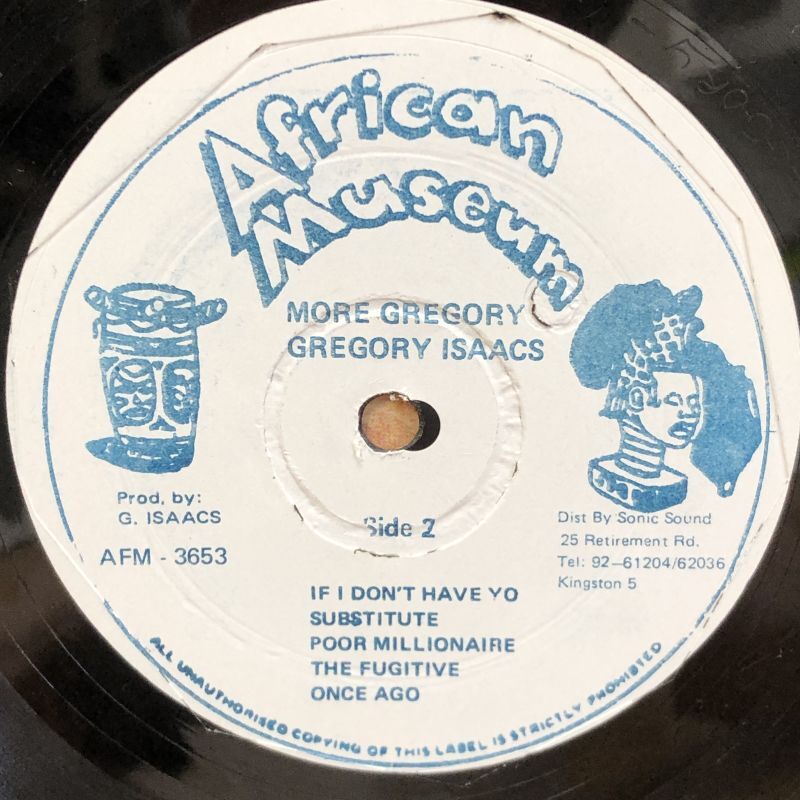 African
Museum
MORE GREGORY
GREGORY ISAACS
Prod. by:
G. ISAACS
AFM - 3653
Side 2
Dist By Sonic Sound
25 Retirement Rd.
Tel: 92-61204/62036
Kingston 5
IF I DON'T HAVE YO
SUBSTITUTE
POOR MILLIONAIRE
THE FUGITIVE
ONCE AGO
ALL UNAUTHORISED COPYING OF THIS LABEL IS STRICTLY PROHIBITED